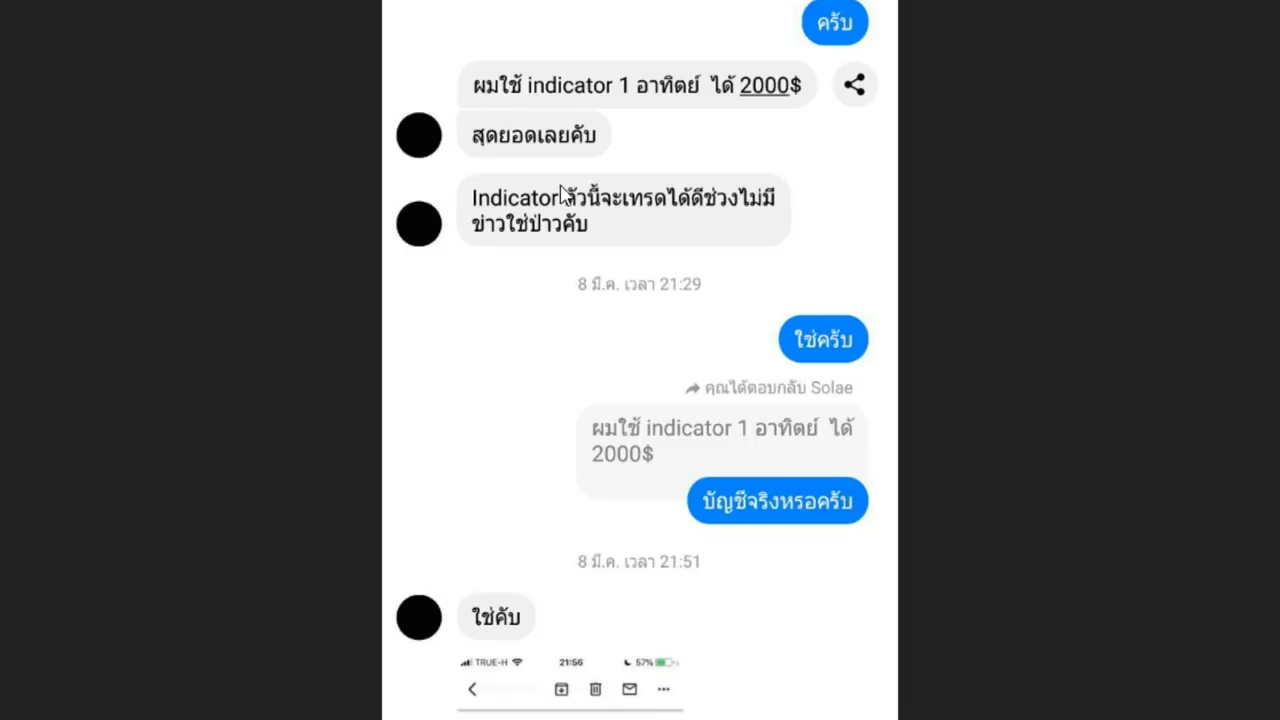 ครับ
ผมใช้ indicator 1 อาทิตย์ ได้ 2000$
สุดยอดเลยคับ
Indicatorตัวนี้จะเทรดได้ดีช่วงไม่มี
ข่าวใช่ป่าวคับ
8 มี.ค. เวลา 21:29
ใช่ครับ
คุณได้ตอบกลับ Solae
ผมใช้ indicator 1 อาทิตย์ ได้
2000$
บัญชีจริงหรอครับ
8 มี.ค. เวลา 21:51
ใช่คับ
TRUE-H 21:56 57%